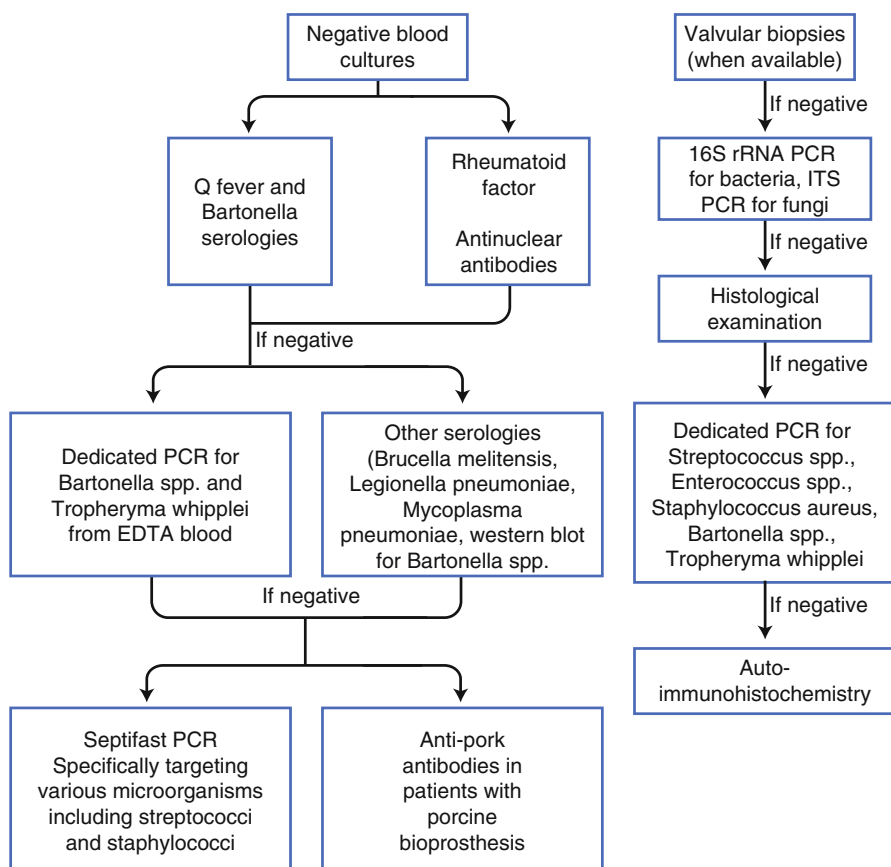 Negative blood
cultures
Q fever and
Bartonella
serologies
Rheumatoid
factor
Antinuclear
antibodies
If negative
Dedicated PCR for
Bartonella spp. and
Tropheryma whipplei
from EDTA blood
Other serologies
(Brucella melitensis,
Legionella pneumoniae,
Mycoplasma
pneumoniae, western blot
for Bartonella spp.
If negative
Septifast PCR
Specifically targeting
various microorganisms
including streptococci
and staphylococci
Anti-pork
antibodies in
patients with
porcine
bioprosthesis
Valvular biopsies
(when available)
If negative
16S rRNA PCR
for bacteria, ITS
PCR for fungi
If negative
Histological
examination
If negative
Dedicated PCR for
Streptococcus spp.,
Enterococcus spp.,
Staphylococcus aureus,
Bartonella spp.,
Tropheryma whipplei
If negative
Auto-
immunohistochemistry